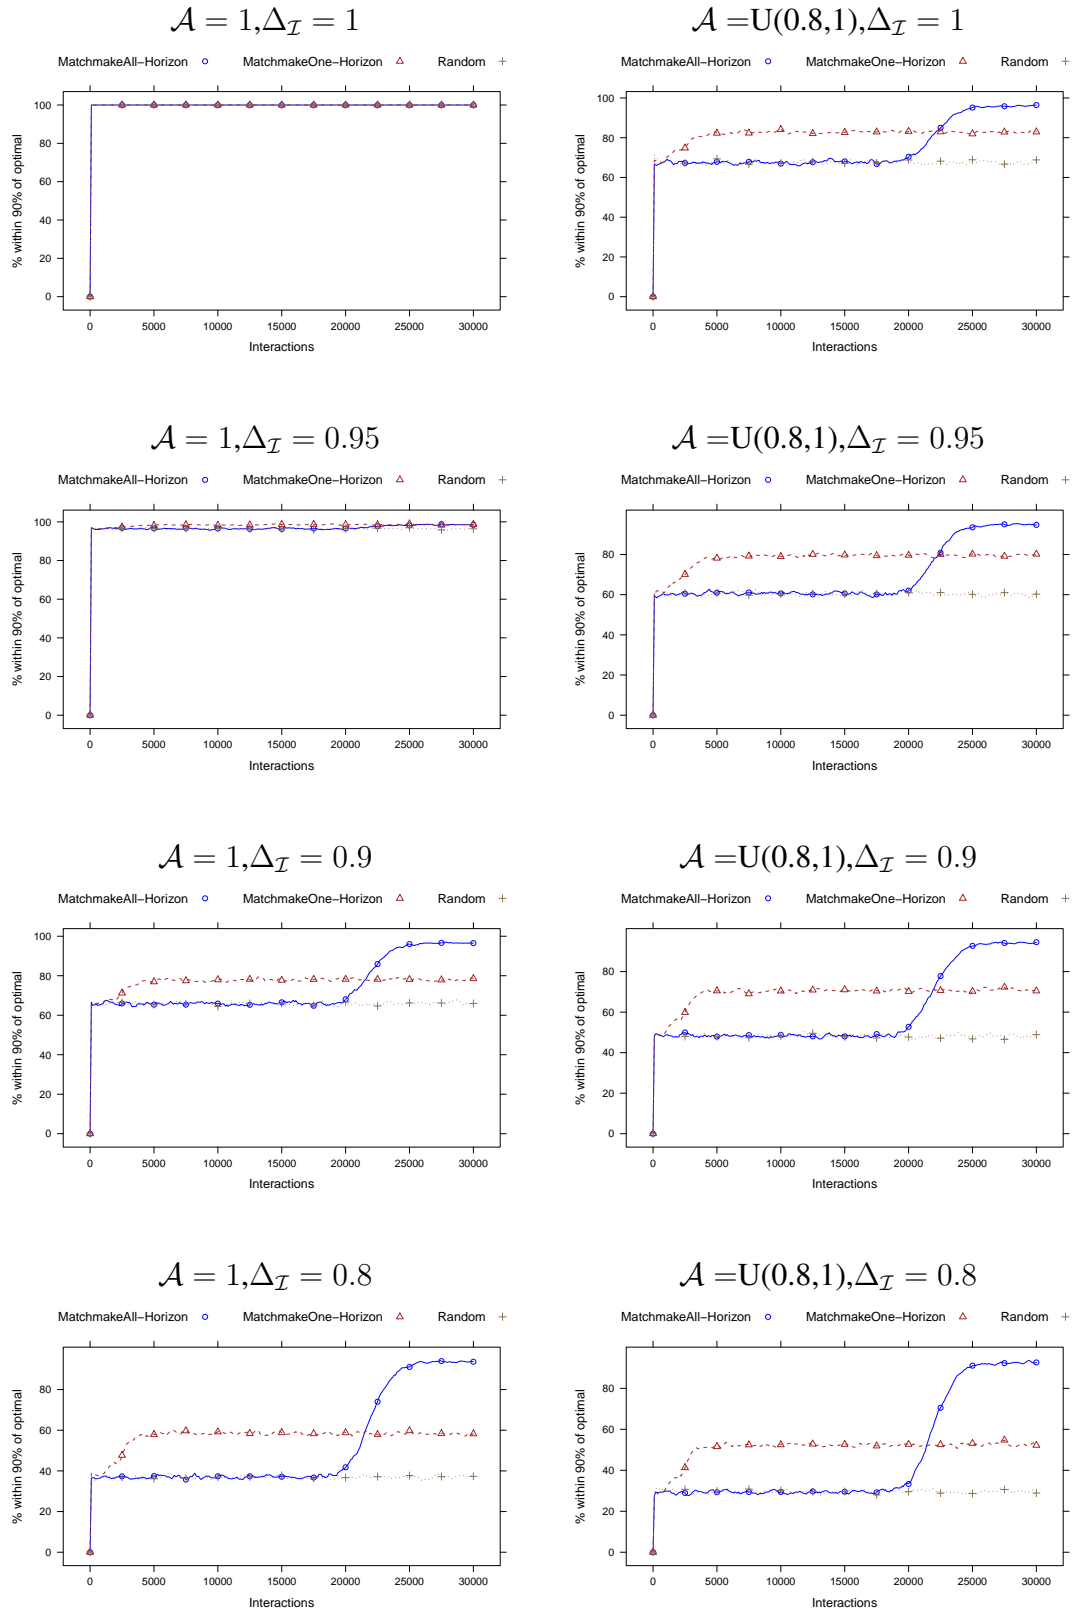 𝒜 = 1,Δ_ℐ = 1
MatchmakeAll−Horizon MatchmakeOne−Horizon Random
% within 90% of optimal
100
80
60
40
20
0
0 5000 10000 15000 20000 25000 30000
Interactions
𝒜 =U(0.8,1),Δ_ℐ = 1
MatchmakeAll−Horizon MatchmakeOne−Horizon Random
% within 90% of optimal
100
80
60
40
20
0
0 5000 10000 15000 20000 25000 30000
Interactions
𝒜 = 1,Δ_ℐ = 0.95
MatchmakeAll−Horizon MatchmakeOne−Horizon Random
% within 90% of optimal
100
80
60
40
20
0
0 5000 10000 15000 20000 25000 30000
Interactions
𝒜 =U(0.8,1),Δ_ℐ = 0.95
MatchmakeAll−Horizon MatchmakeOne−Horizon Random
% within 90% of optimal
80
60
40
20
0
0 5000 10000 15000 20000 25000 30000
Interactions
𝒜 = 1,Δ_ℐ = 0.9
MatchmakeAll−Horizon MatchmakeOne−Horizon Random
% within 90% of optimal
100
80
60
40
20
0
0 5000 10000 15000 20000 25000 30000
Interactions
𝒜 =U(0.8,1),Δ_ℐ = 0.9
MatchmakeAll−Horizon MatchmakeOne−Horizon Random
% within 90% of optimal
80
60
40
20
0
0 5000 10000 15000 20000 25000 30000
Interactions
𝒜 = 1,Δ_ℐ = 0.8
MatchmakeAll−Horizon MatchmakeOne−Horizon Random
% within 90% of optimal
80
60
40
20
0
0 5000 10000 15000 20000 25000 30000
Interactions
𝒜 =U(0.8,1),Δ_ℐ = 0.8
MatchmakeAll−Horizon MatchmakeOne−Horizon Random
% within 90% of optimal
80
60
40
20
0
0 5000 10000 15000 20000 25000 30000
Interactions